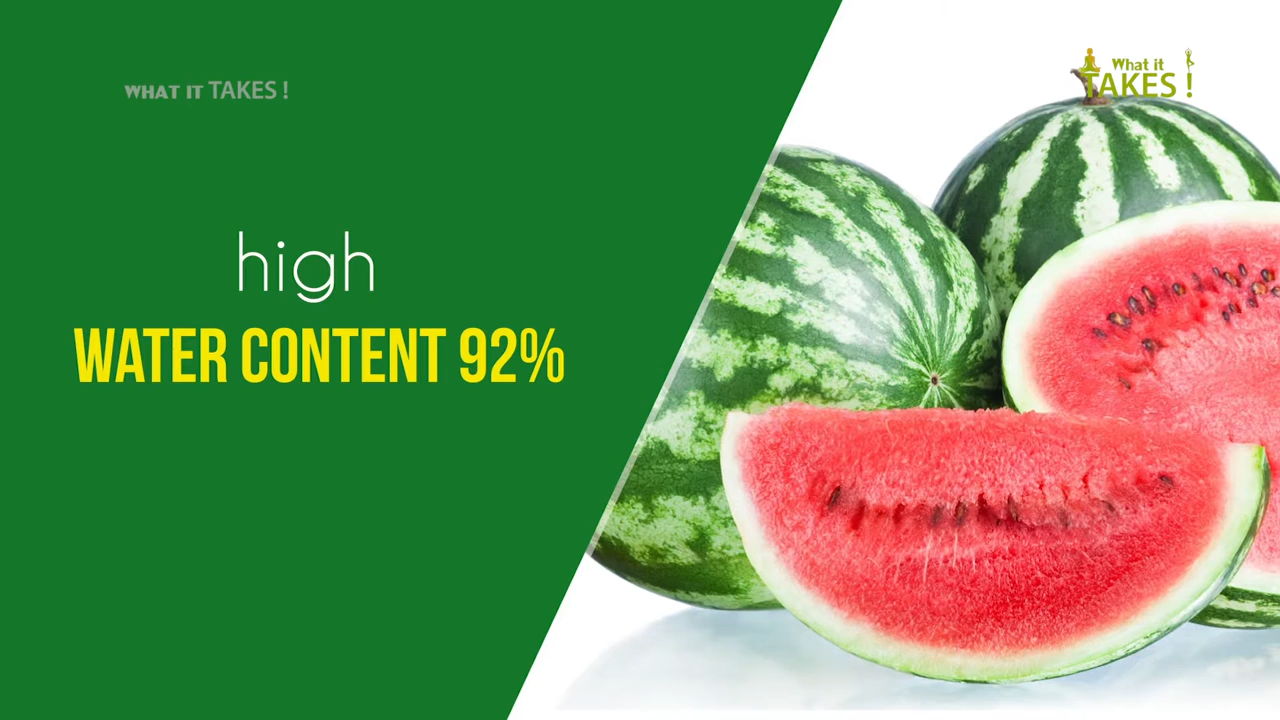 WHAT IT TAKES !
What it
TAKES !
high
WATER CONTENT 92%